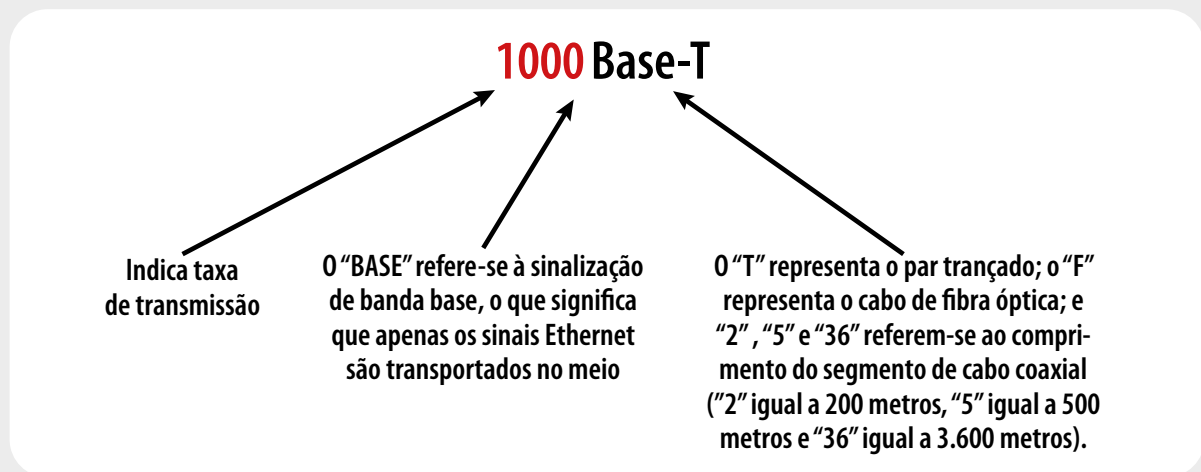 1000 Base-T
Indica taxa
de transmissão
O “BASE” refere-se à sinalização
de banda base, o que significa
que apenas os sinais Ethernet
são transportados no meio
O “T” representa o par trançado; o “F”
representa o cabo de fibra óptica; e
“2” , “5” e “36” referem-se ao compri-
mento do segmento de cabo coaxial
(”2” igual a 200 metros, “5” igual a 500
metros e “36” igual a 3.600 metros).